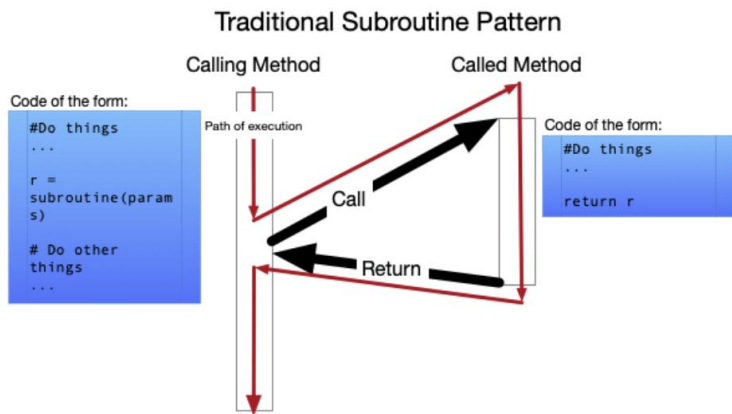 Traditional Subroutine Pattern
Calling Method
Called Method
Code of the form:
#Do things
...
r =
subroutine(param
s)
# Do other
things
...
Path of execution
Call
Return
Code of the form:
#Do things
...
return r